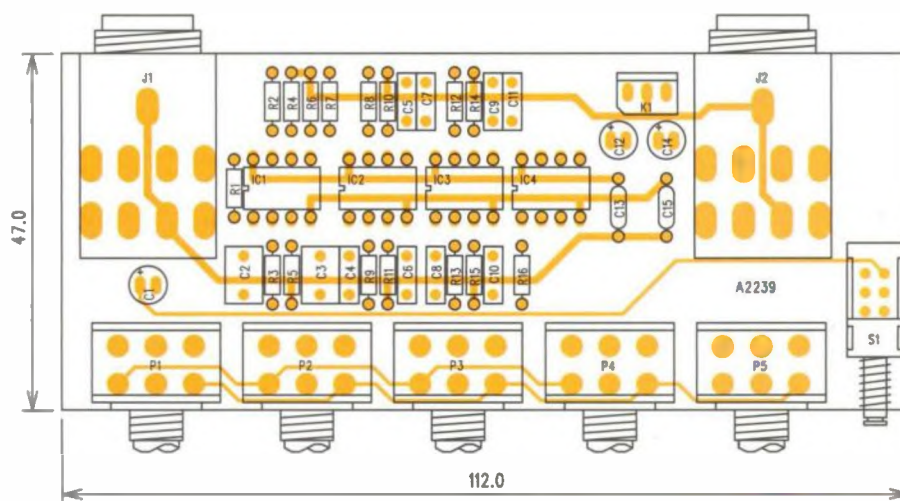 J1
J2
R2
R4
R6
R7
R8
R10
C5
C7
R12
R14
C9
C11
K1
+
C12
+
C14
R1
IC1
IC2
IC3
IC4
C13
C15
47.0
C2
R3
R5
C3
C4
R9
R11
C6
C8
R13
R15
C10
R16
+
C1
A2239
S1
P1
P2
P3
P4
P5
112.0